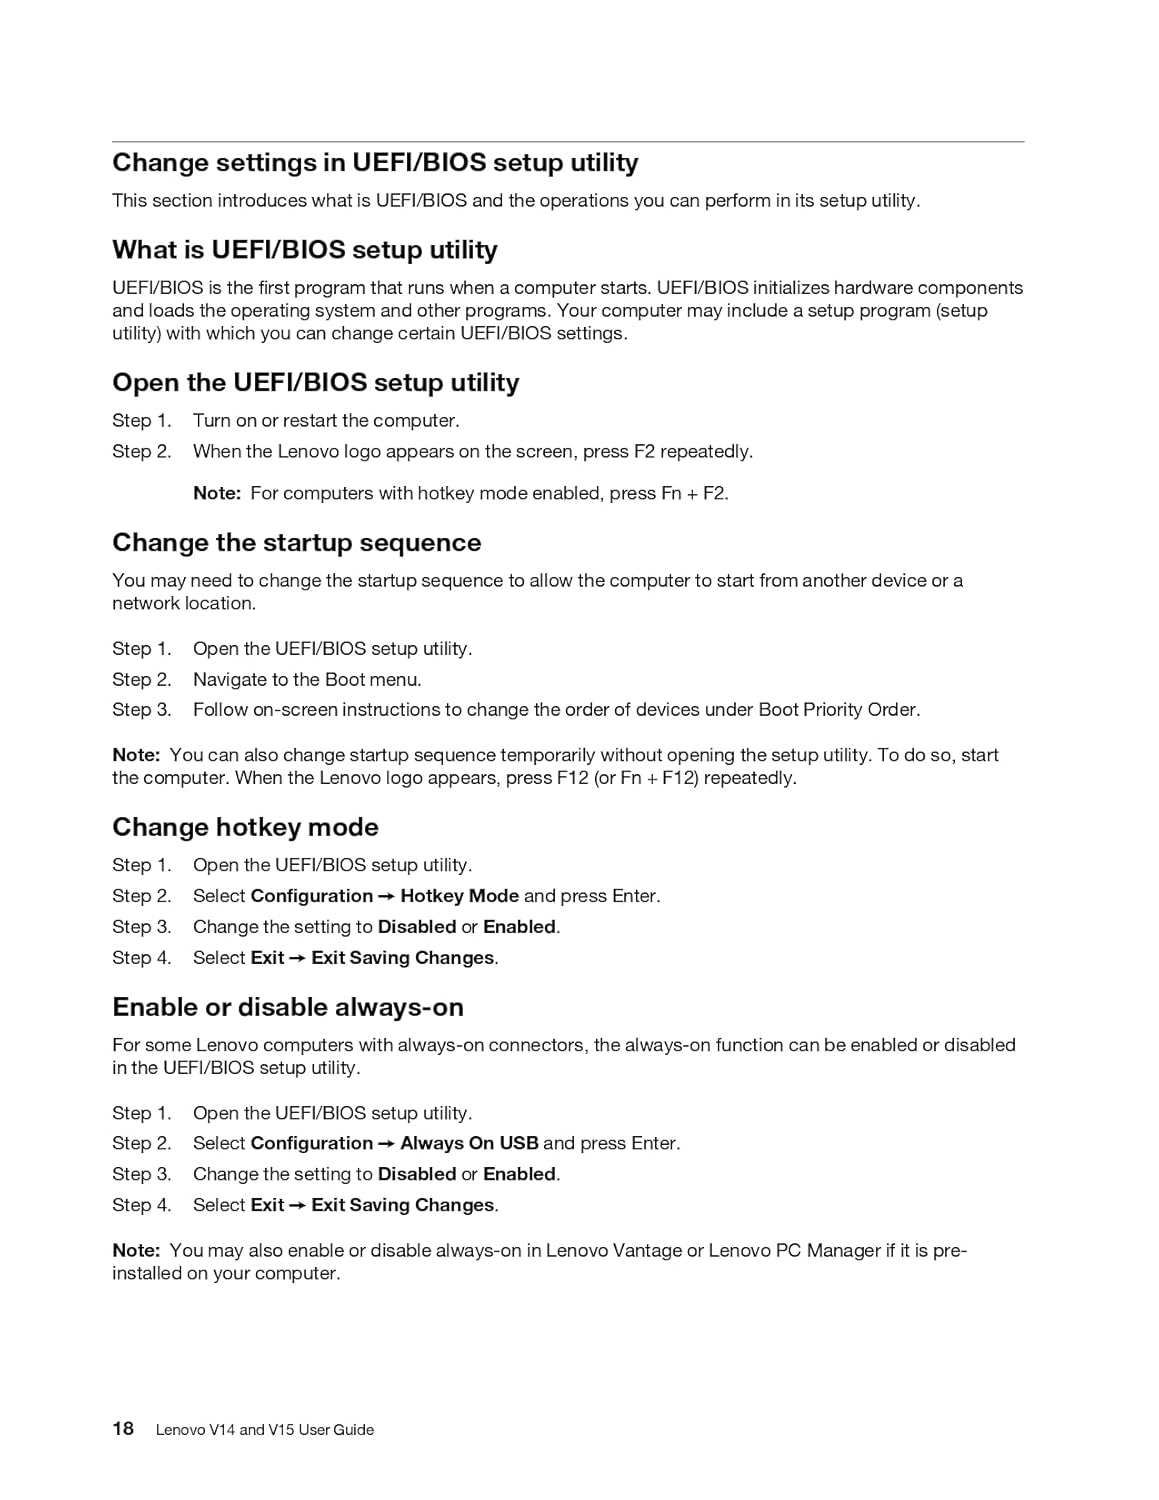 Change settings in UEFI/BIOS setup utility
This section introduces what is UEFI/BIOS and the operations you can perform in its setup utility.
What is UEFI/BIOS setup utility
UEFI/BIOS is the first program that runs when a computer starts. UEFI/BIOS initializes hardware components
and loads the operating system and other programs. Your computer may include a setup program (setup
utility) with which you can change certain UEFI/BIOS settings.
Open the UEFI/BIOS setup utility
Step 1. Turn on or restart the computer.
Step 2. When the Lenovo logo appears on the screen, press F2 repeatedly.
Note: For computers with hotkey mode enabled, press Fn + F2.
Change the startup sequence
You may need to change the startup sequence to allow the computer to start from another device or a
network location.
Step 1. Open the UEFI/BIOS setup utility.
Step 2. Navigate to the Boot menu.
Step 3. Follow on-screen instructions to change the order of devices under Boot Priority Order.
Note: You can also change startup sequence temporarily without opening the setup utility. To do so, start
the computer. When the Lenovo logo appears, press F12 (or Fn + F12) repeatedly.
Change hotkey mode
Step 1. Open the UEFI/BIOS setup utility.
Step 2. Select Configuration → Hotkey Mode and press Enter.
Step 3. Change the setting to Disabled or Enabled.
Step 4. Select Exit → Exit Saving Changes.
Enable or disable always-on
For some Lenovo computers with always-on connectors, the always-on function can be enabled or disabled
in the UEFI/BIOS setup utility.
Step 1. Open the UEFI/BIOS setup utility.
Step 2. Select Configuration → Always On USB and press Enter.
Step 3. Change the setting to Disabled or Enabled.
Step 4. Select Exit → Exit Saving Changes.
Note: You may also enable or disable always-on in Lenovo Vantage or Lenovo PC Manager if it is pre-
installed on your computer.
18 Lenovo V14 and V15 User Guide